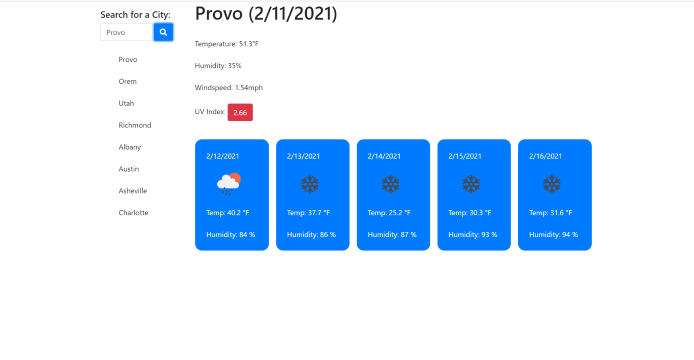 Search for a City:
Provo
Provo
Orem
Utah
Richmond
Albany
Austin
Asheville
Charlotte
Provo (2/11/2021)
Temperature: 51.3°F
Humidity: 35%
Windspeed: 1.54mph
UV Index: 2.66
2/12/2021
Temp: 40.2 °F
Humidity: 84 %
2/13/2021
Temp: 37.7 °F
Humidity: 86 %
2/14/2021
Temp: 25.2 °F
Humidity: 87 %
2/15/2021
Temp: 30.3 °F
Humidity: 93 %
2/16/2021
Temp: 31.6 °F
Humidity: 94 %